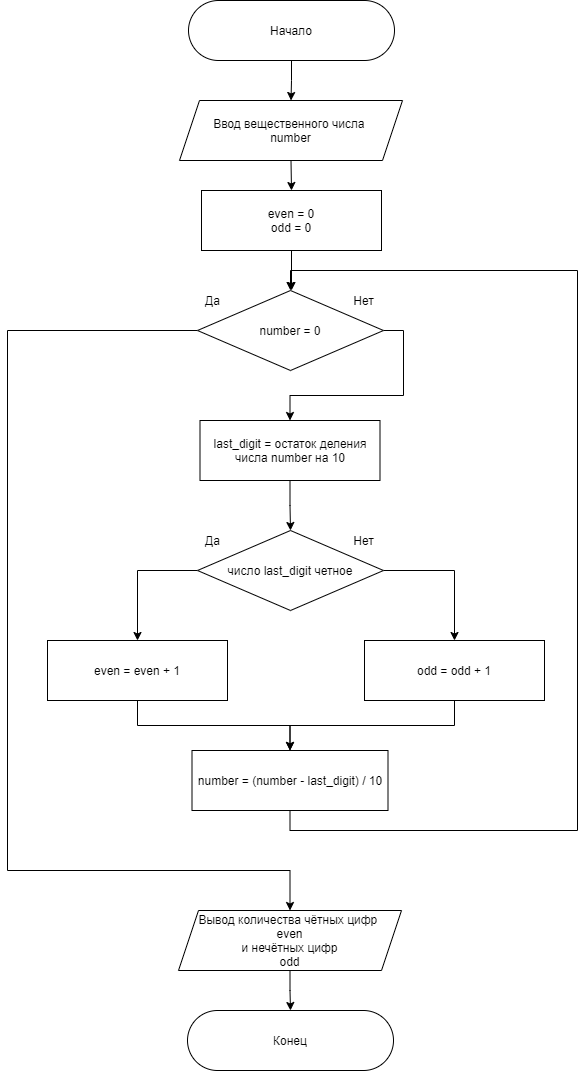 Начало
Ввод вещественного числа
number
even = 0
odd = 0
Да
Нет
number = 0
last_digit = остаток деления
числа number на 10
Да
Нет
число last_digit четное
even = even + 1
odd = odd + 1
number = (number - last_digit) / 10
Вывод количества чётных цифр
even
и нечётных цифр
odd
Конец